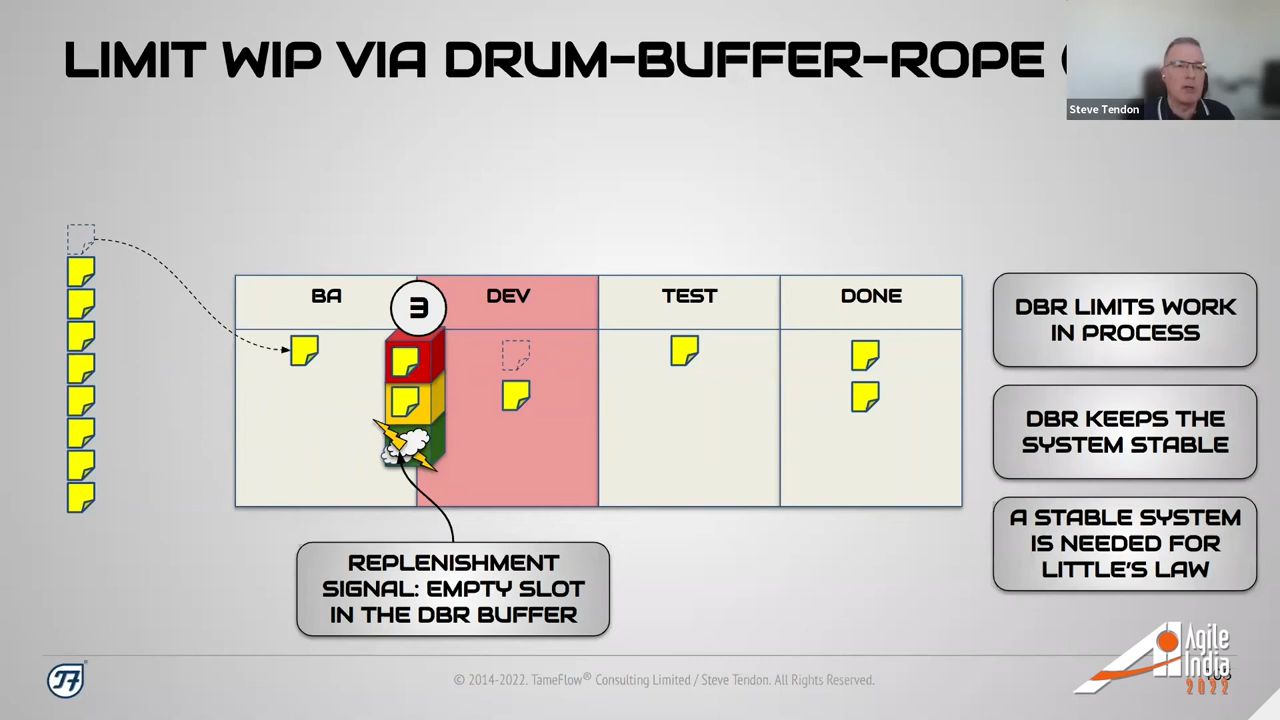 LIMIT WIP VIA DRUM-BUFFER-ROPE
Steve Tendon
BA
3
DEV
TEST
DONE
DBR LIMITS WORK
IN PROCESS
DBR KEEPS THE
SYSTEM STABLE
A STABLE SYSTEM
IS NEEDED FOR
LITTLE'S LAW
REPLENISHMENT
SIGNAL: EMPTY SLOT
IN THE DBR BUFFER
© 2014-2022. TameFlow® Consulting Limited / Steve Tendon. All Rights Reserved.
Agile
India
2022